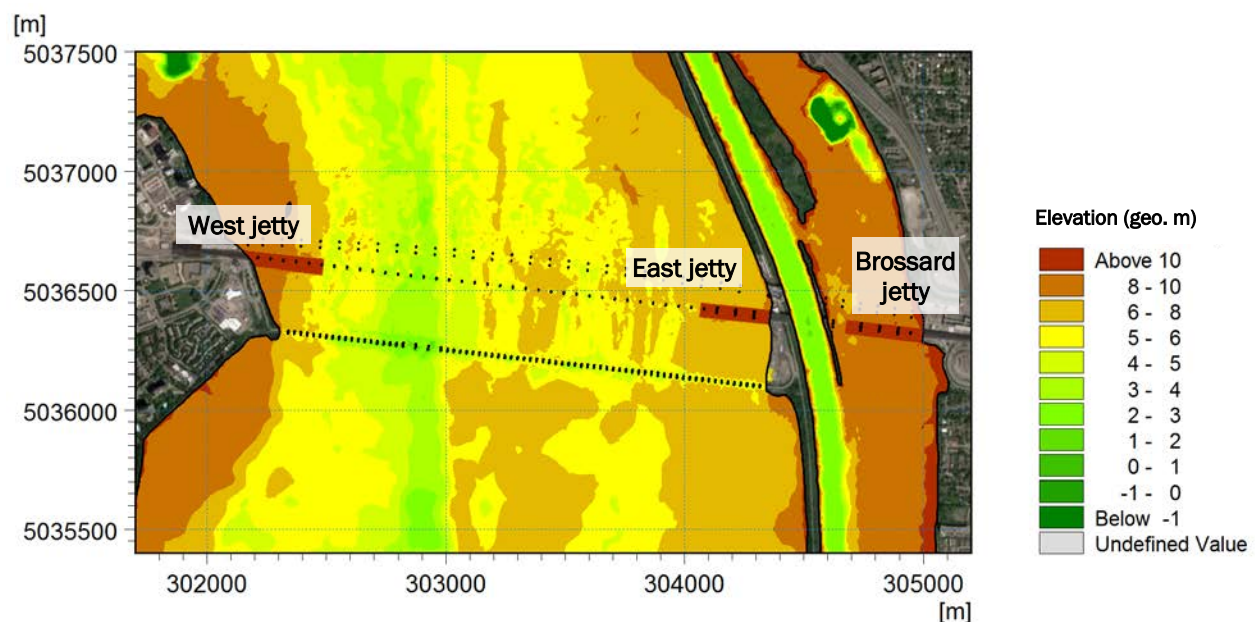 [m]
5037500
5037000
5036500
5036000
5035500
302000 303000 304000 305000
[m]
West jetty
East jetty
Brossard
jetty
Elevation (geo. m)
Above 10
8 - 10
6 - 8
5 - 6
4 - 5
3 - 4
2 - 3
1 - 2
0 - 1
-1 - 0
Below -1
Undefined Value